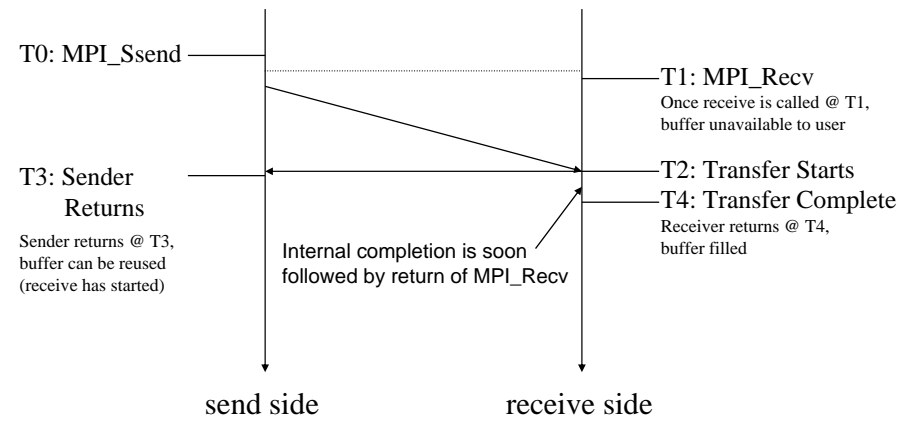 T0: MPI_Ssend
T1: MPI_Recv
Once receive is called @ T1,
buffer unavailable to user
T2: Transfer Starts
T3: Sender
Returns
T4: Transfer Complete
Sender returns @ T3,
buffer can be reused
(receive has started)
Receiver returns @ T4,
buffer filled
Internal completion is soon
followed by return of MPI_Recv
send side
receive side